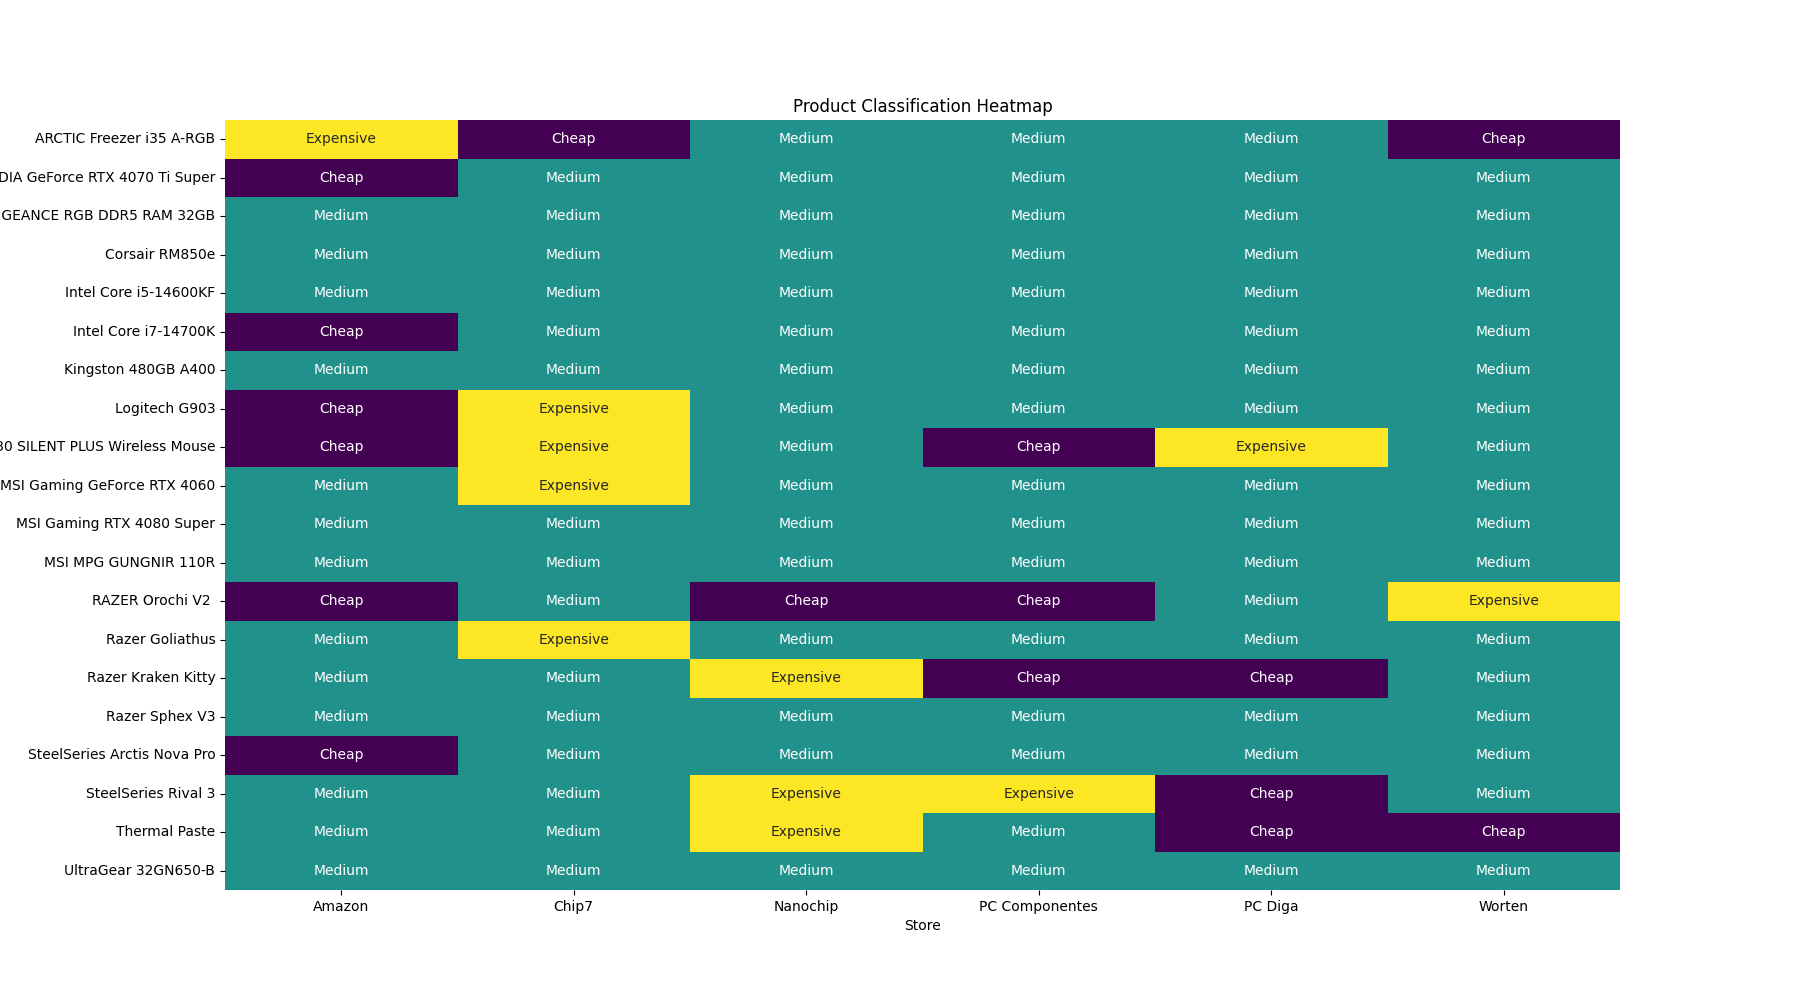 Product Classification Heatmap
ARCTIC Freezer i35 A-RGB Expensive Cheap Medium Medium Medium Cheap
GeForce RTX 4070 Ti Super Cheap Medium Medium Medium Medium Medium
RGB DDR5 RAM 32GB Medium Medium Medium Medium Medium Medium
Corsair RM850e Medium Medium Medium Medium Medium Medium
Intel Core i5-14600KF Medium Medium Medium Medium Medium Medium
Intel Core i7-14700K Cheap Medium Medium Medium Medium Medium
Kingston 480GB A400 Medium Medium Medium Medium Medium Medium
Logitech G903 Cheap Expensive Medium Medium Medium Medium
SILENT PLUS Wireless Mouse Cheap Expensive Medium Cheap Expensive Medium
MSI Gaming GeForce RTX 4060 Medium Expensive Medium Medium Medium Medium
MSI Gaming RTX 4080 Super Medium Medium Medium Medium Medium Medium
MSI MPG GUNGNIR 110R Medium Medium Medium Medium Medium Medium
RAZER Orochi V2 Cheap Medium Cheap Cheap Medium Expensive
Razer Goliathus Medium Expensive Medium Medium Medium Medium
Razer Kraken Kitty Medium Medium Expensive Cheap Cheap Medium
Razer Sphex V3 Medium Medium Medium Medium Medium Medium
SteelSeries Arctis Nova Pro Cheap Medium Medium Medium Medium Medium
SteelSeries Rival 3 Medium Medium Expensive Expensive Cheap Medium
Thermal Paste Medium Medium Expensive Medium Cheap Cheap
UltraGear 32GN650-B Medium Medium Medium Medium Medium Medium
Amazon Chip7 Nanochip PC Componentes PC Diga Worten
Store